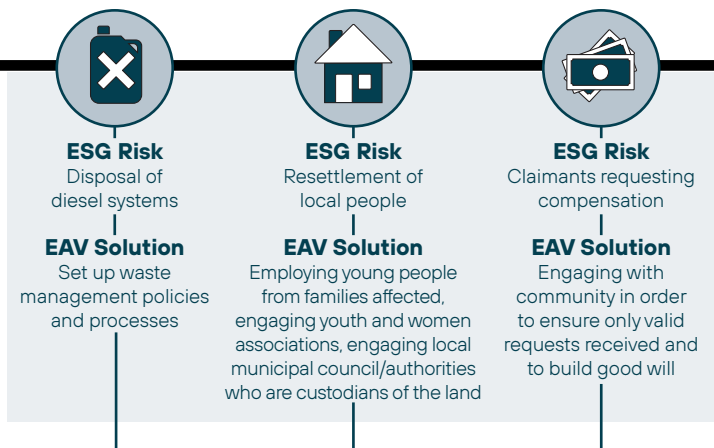 ESG Risk
Disposal of
diesel systems
EAV Solution
Set up waste
management policies
and processes
ESG Risk
Resettlement of
local people
EAV Solution
Employing young people
from families affected,
engaging youth and women
associations, engaging local
municipal council/authorities
who are custodians of the land
ESG Risk
Claimants requesting
compensation
EAV Solution
Engaging with
community in order
to ensure only valid
requests received and
to build good will